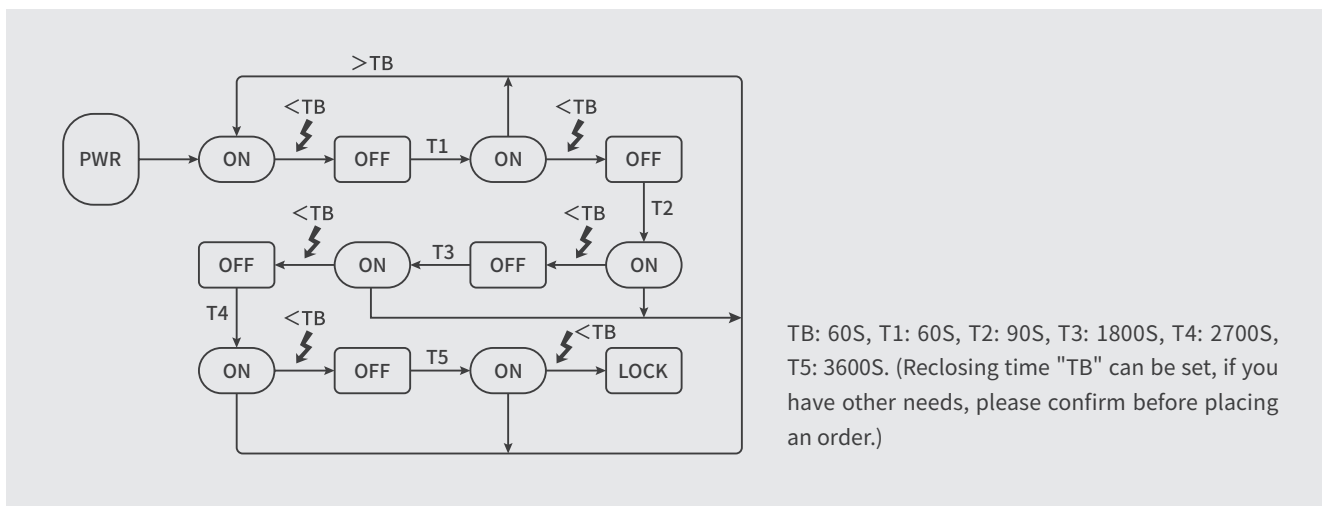 ＞TB
＜TB
＜TB
PWR
ON
OFF
T1
ON
OFF
T2
＜TB
＜TB
OFF
ON
T3
OFF
ON
T4
＜TB
＜TB
ON
OFF
T5
ON
LOCK
TB: 60S, T1: 60S, T2: 90S, T3: 1800S, T4: 2700S,
T5: 3600S. (Reclosing time "TB" can be set, if you
have other needs, please confirm before placing
an order.)